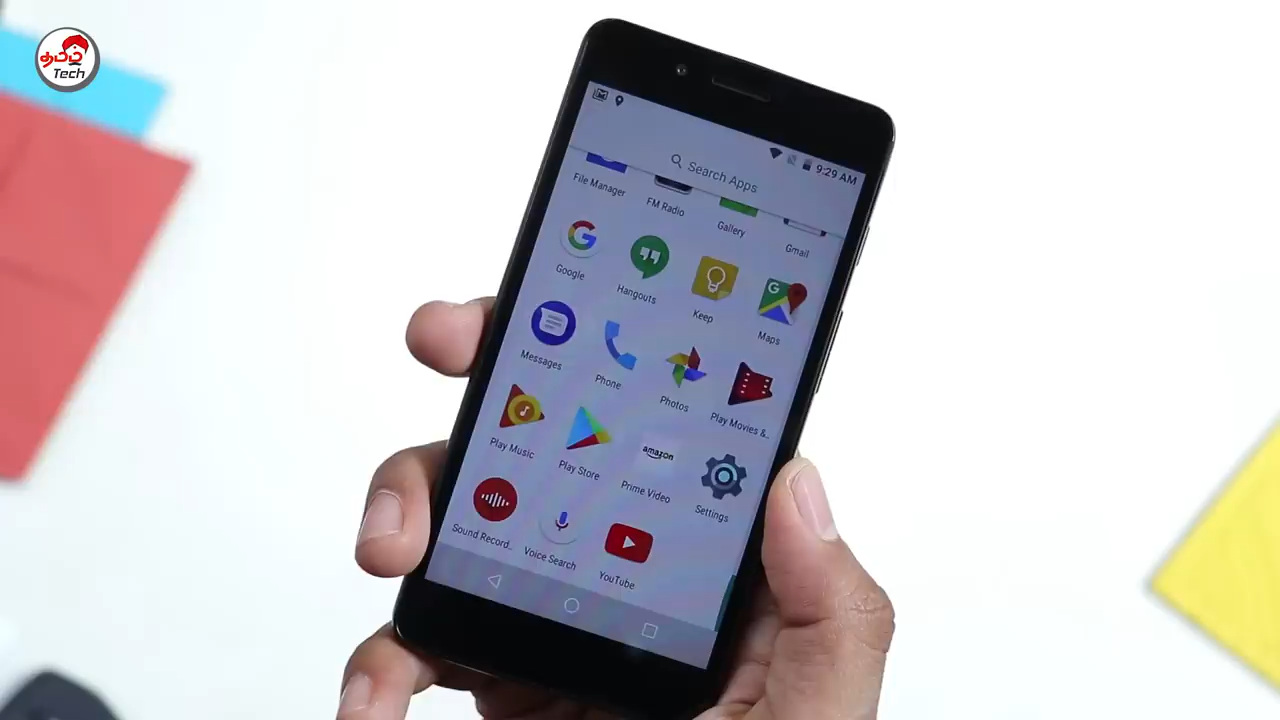 தமிழ்
Tech
9:29 AM
Search Apps
File Manager
FM Radio
Gallery
Gmail
Google
Hangouts
Keep
Maps
Messages
Phone
Photos
Play Movies &..
Play Music
Play Store
amazon
Prime Video
Settings
Sound Record..
Voice Search
YouTube